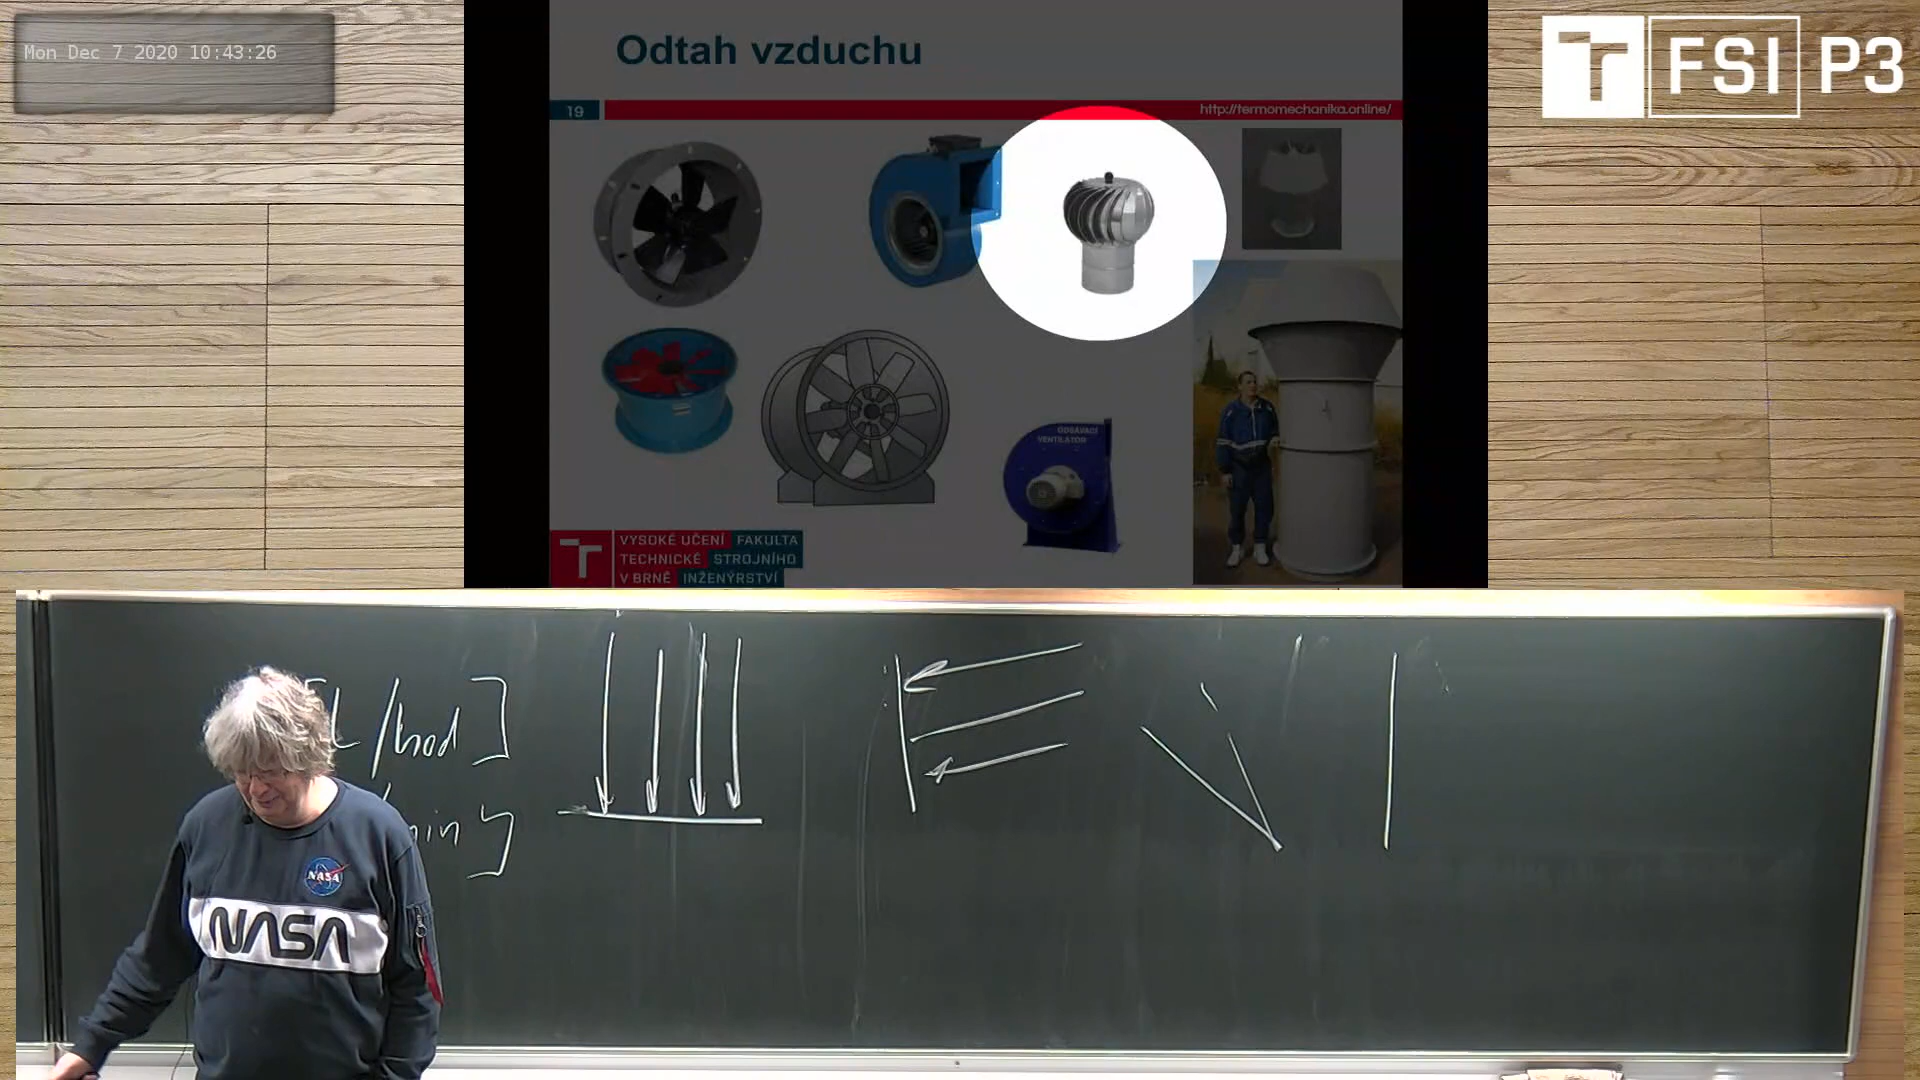 Mon Dec 7 2020 10:43:26
Odtah vzduchu
T FSI P3
19
http://termomechanika.online/
ODSÁVACÍ
VENTILÁTOR
VYSOKÉ UČENÍ FAKULTA
TECHNICKÉ STROJNÍHO
V BRNĚ INŽENÝRSTVÍ
/hod ]
NASA
NASA